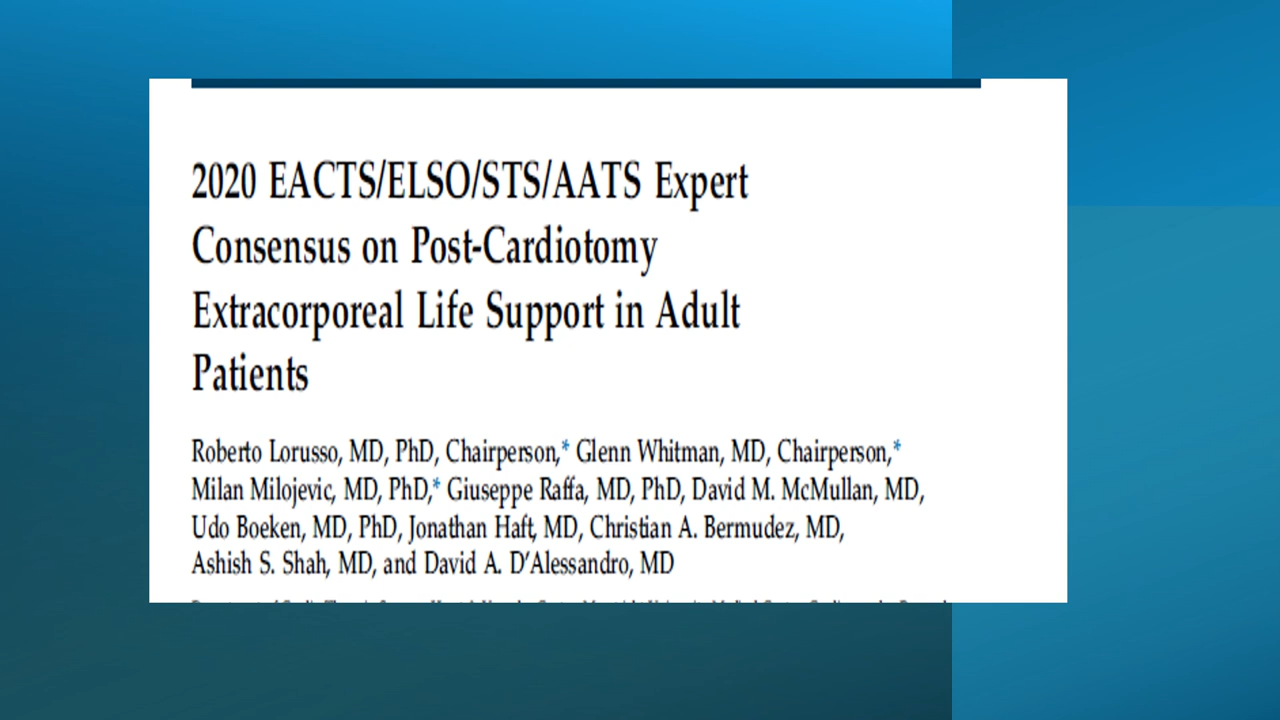 2020 EACTS/ELSO/STS/AATS Expert
Consensus on Post-Cardiotomy
Extracorporeal Life Support in Adult
Patients
Roberto Lorusso, MD, PhD, Chairperson,* Glenn Whitman, MD, Chairperson,*
Milan Milojevic, MD, PhD,* Giuseppe Raffa, MD, PhD, David M. McMullan, MD,
Udo Boeken, MD, PhD, Jonathan Haft, MD, Christian A. Bermudez, MD,
Ashish S. Shah, MD, and David A. D’Alessandro, MD